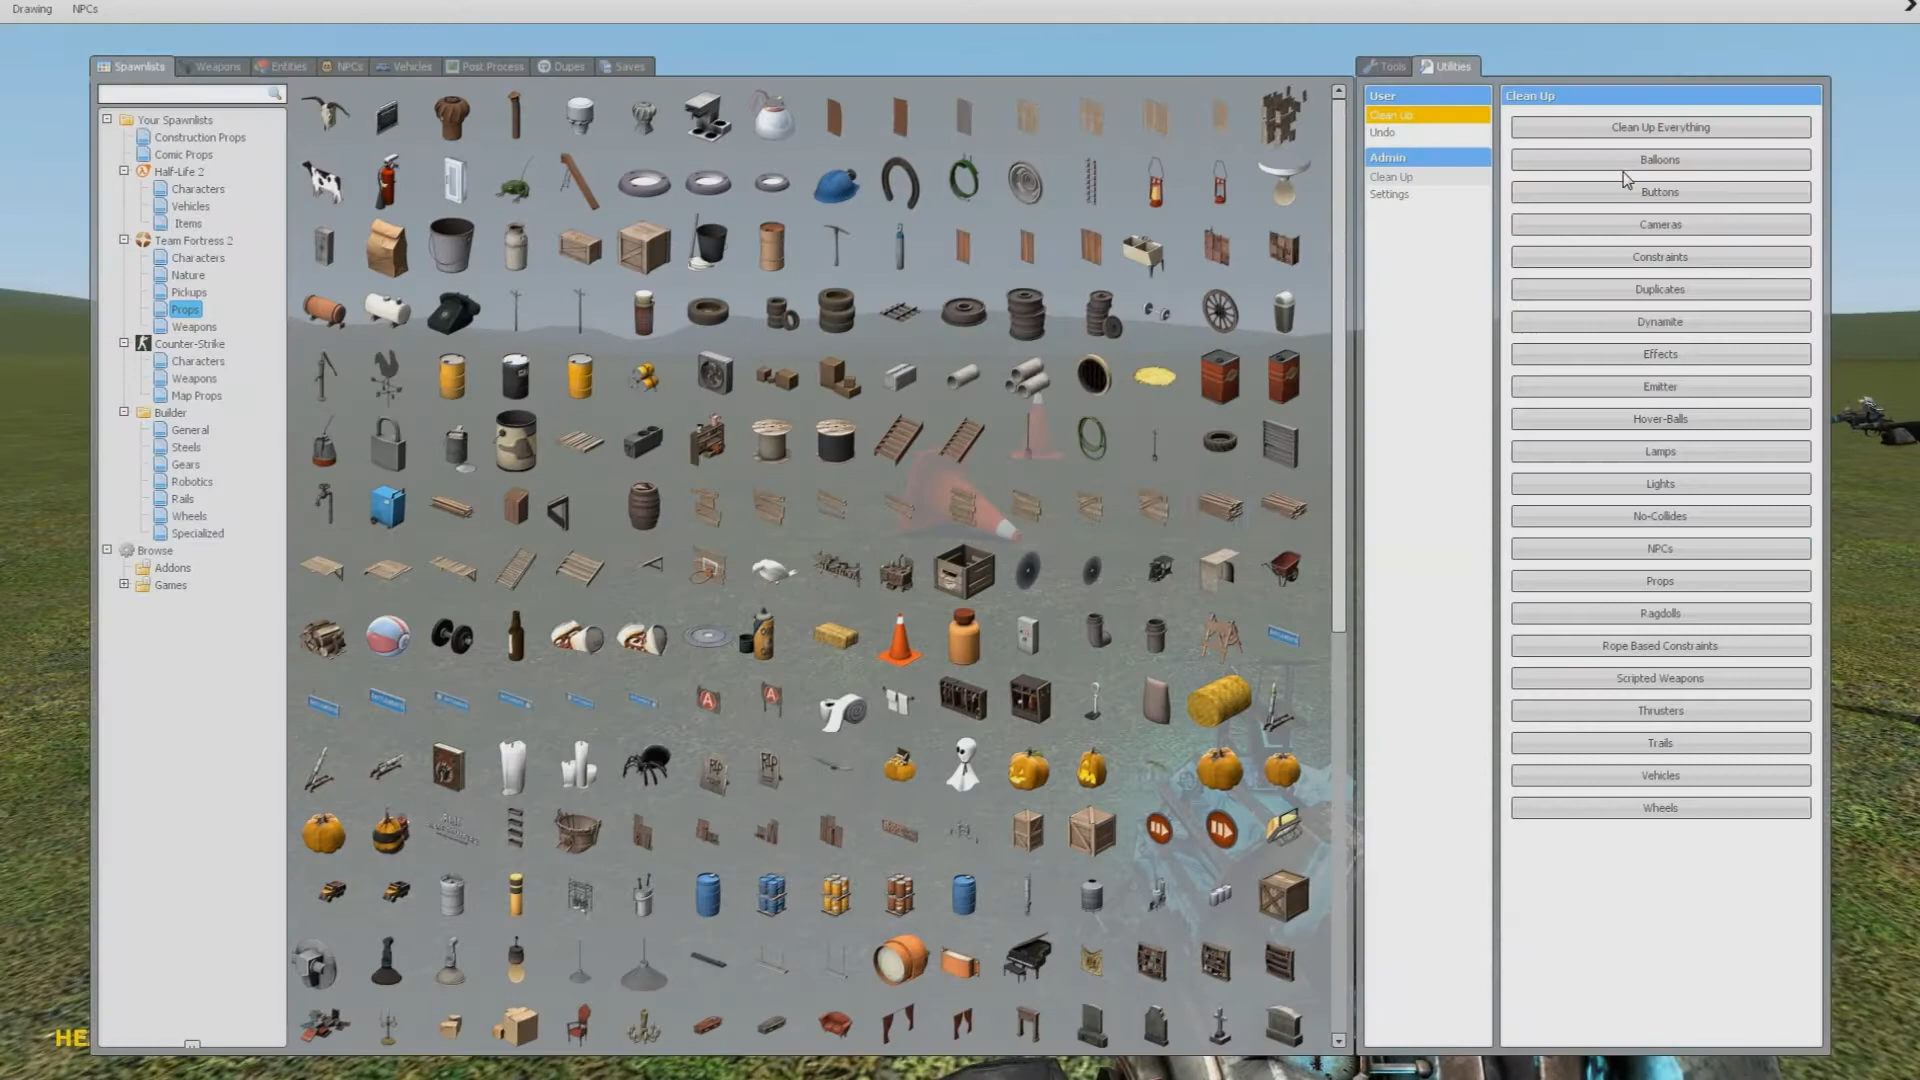 Drawing NPCs
Spawnlists Weapons Entities NPCs Vehicles Post Process Dupes Saves
Your Spawnlists
Construction Props
Comic Props
Half-Life 2
Characters
Vehicles
Items
Team Fortress 2
Characters
Nature
Pickups
Props
Weapons
Counter-Strike
Characters
Weapons
Map Props
Builder
General
Steels
Gears
Robotics
Rails
Wheels
Specialized
Browse
Addons
Games
HE
Tools Utilities
User
Clean Up
Undo
Admin
Clean Up
Settings
Clean Up
Clean Up Everything
Balloons
Buttons
Cameras
Constraints
Duplicates
Dynamite
Effects
Emitter
Hover-Balls
Lamps
Lights
No-Collides
NPCs
Props
Ragdolls
Rope Based Constraints
Scripted Weapons
Thrusters
Trails
Vehicles
Wheels
A
A
RIP
RIP